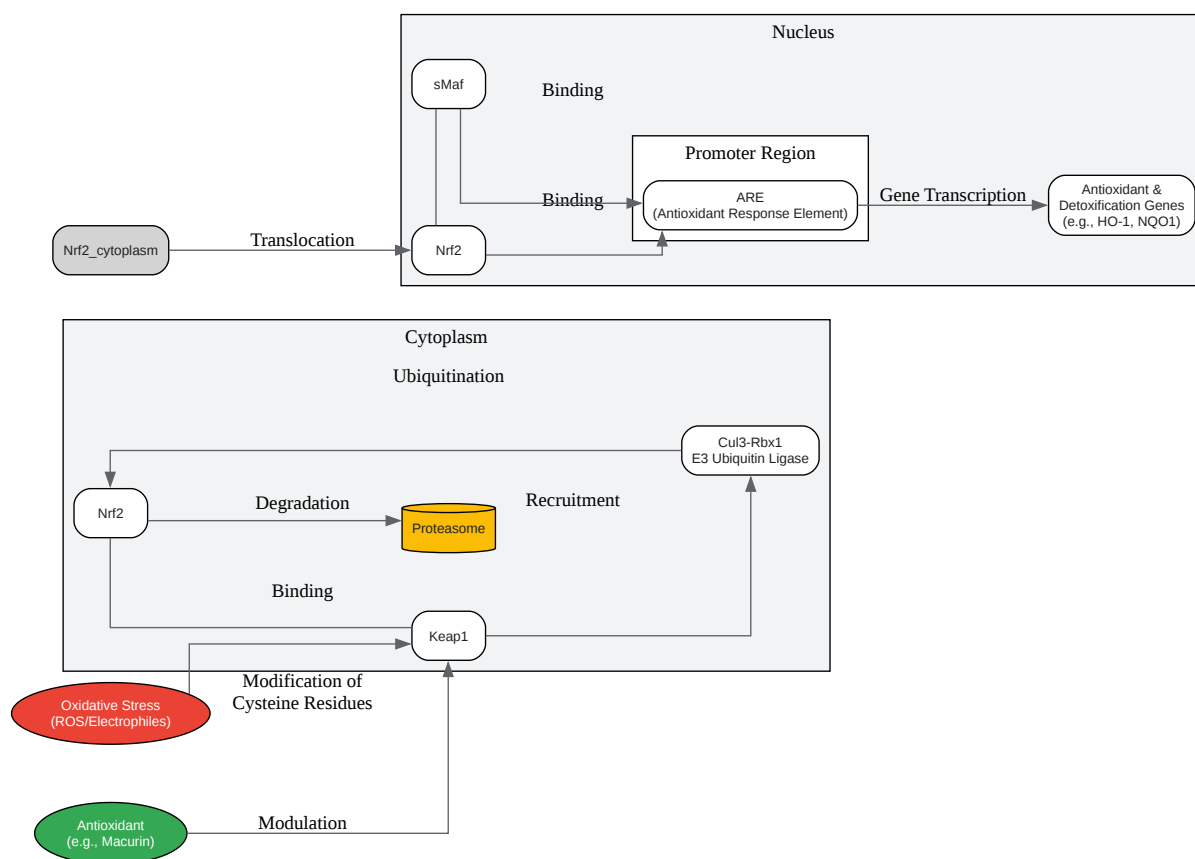 Nucleus
sMaf
Binding
Promoter Region
Binding
ARE
(Antioxidant Response Element)
Gene Transcription
Antioxidant &
Detoxification Genes
(e.g., HO-1, NQO1)
Nrf2_cytoplasm
Translocation
Nrf2
Cytoplasm
Ubiquitination
Cul3-Rbx1
E3 Ubiquitin Ligase
Nrf2
Degradation
Proteasome
Recruitment
Binding
Keap1
Modification of
Cysteine Residues
Oxidative Stress
(ROS/Electrophiles)
Antioxidant
(e.g., Macurin)
Modulation